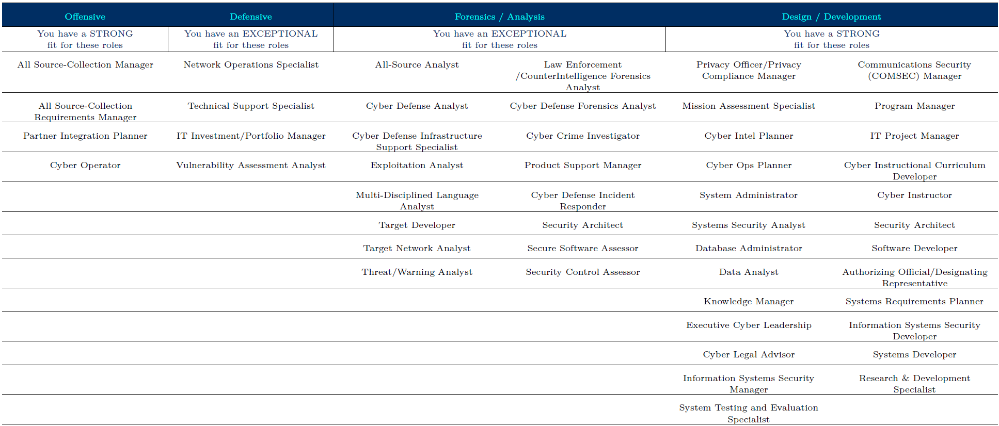 Offensive
Defensive
Forensics / Analysis
Design / Development
You have a STRONG
fit for these roles
You have an EXCEPTIONAL
fit for these roles
You have an EXCEPTIONAL
fit for these roles
You have a STRONG
fit for these roles
All Source-Collection Manager
Network Operations Specialist
All-Source Analyst
Law Enforcement
/CounterIntelligence Forensics
Analyst
Privacy Officer/Privacy
Compliance Manager
Communications Security
(COMSEC) Manager
All Source-Collection
Requirements Manager
Technical Support Specialist
Cyber Defense Analyst
Cyber Defense Forensics Analyst
Mission Assessment Specialist
Program Manager
Partner Integration Planner
IT Investment/Portfolio Manager
Cyber Defense Infrastructure
Support Specialist
Cyber Crime Investigator
Cyber Intel Planner
IT Project Manager
Cyber Operator
Vulnerability Assessment Analyst
Exploitation Analyst
Product Support Manager
Cyber Ops Planner
Cyber Instructional Curriculum
Developer
Multi-Disciplined Language
Analyst
Cyber Defense Incident
Responder
System Administrator
Cyber Instructor
Target Developer
Security Architect
Systems Security Analyst
Security Architect
Target Network Analyst
Secure Software Assessor
Database Administrator
Software Developer
Threat/Warning Analyst
Security Control Assessor
Data Analyst
Authorizing Official/Designating
Representative
Knowledge Manager
Systems Requirements Planner
Executive Cyber Leadership
Information Systems Security
Developer
Cyber Legal Advisor
Systems Developer
Information Systems Security
Manager
Research & Development
Specialist
System Testing and Evaluation
Specialist